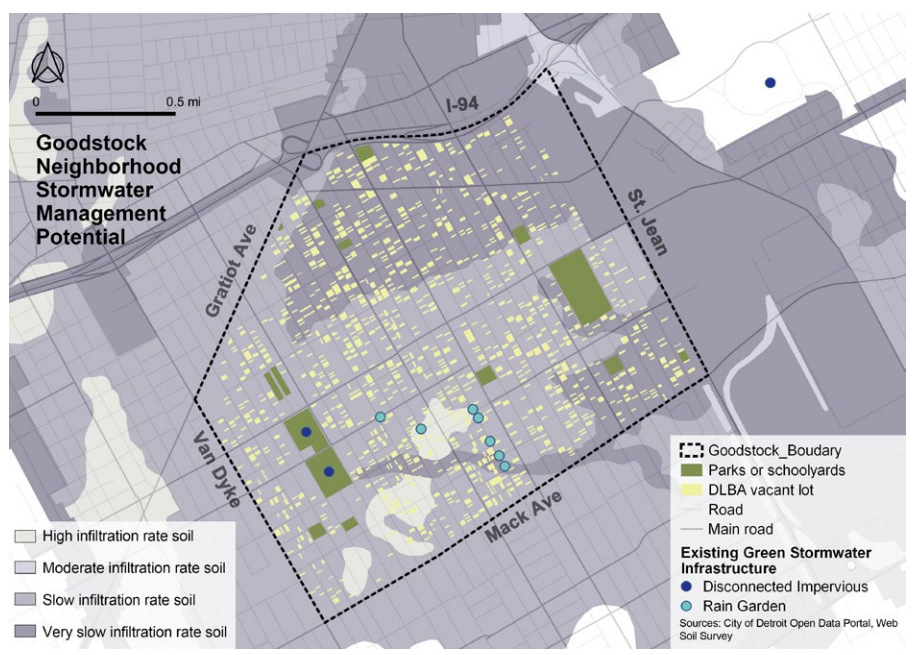 0 0.5 mi
Goodstock
Neighborhood
Stormwater
Management
Potential
I-94
Gratiot Ave
St. Jean
Van Dyke
Mack Ave
High infiltration rate soil
Moderate infiltration rate soil
Slow infiltration rate soil
Very slow infiltration rate soil
Goodstock_Boudary
Parks or schoolyards
DLBA vacant lot
Road
Main road
Existing Green Stormwater
Infrastructure
Disconnected Impervious
Rain Garden
Sources: City of Detroit Open Data Portal, Web
Soil Survey